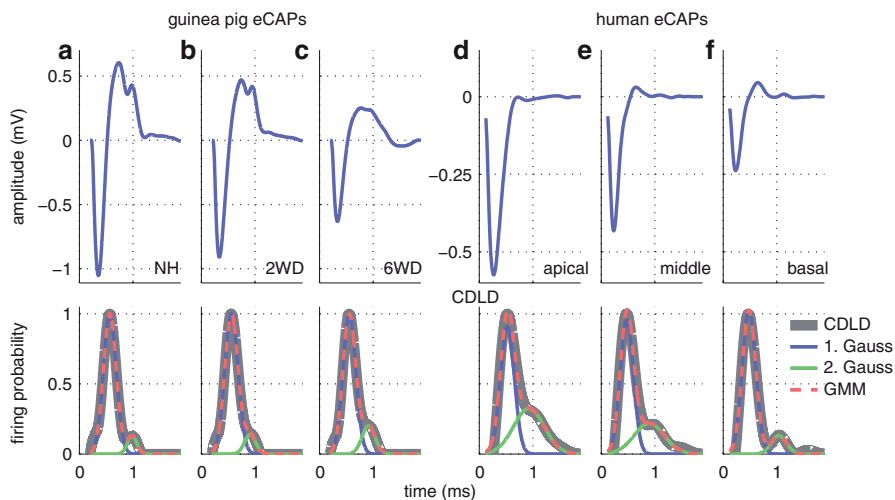 guinea pig eCAPs
human eCAPs
a
b
c
d
e
f
amplitude (mV)
0.5
0
−0.5
−1
0
−0.25
−0.5
NH
2WD
6WD
apical
middle
basal
CDLD
firing probability
1
0.5
0
0 1
0 1
0 1
0 1
0 1
0 1
time (ms)
CDLD
1. Gauss
2. Gauss
GMM